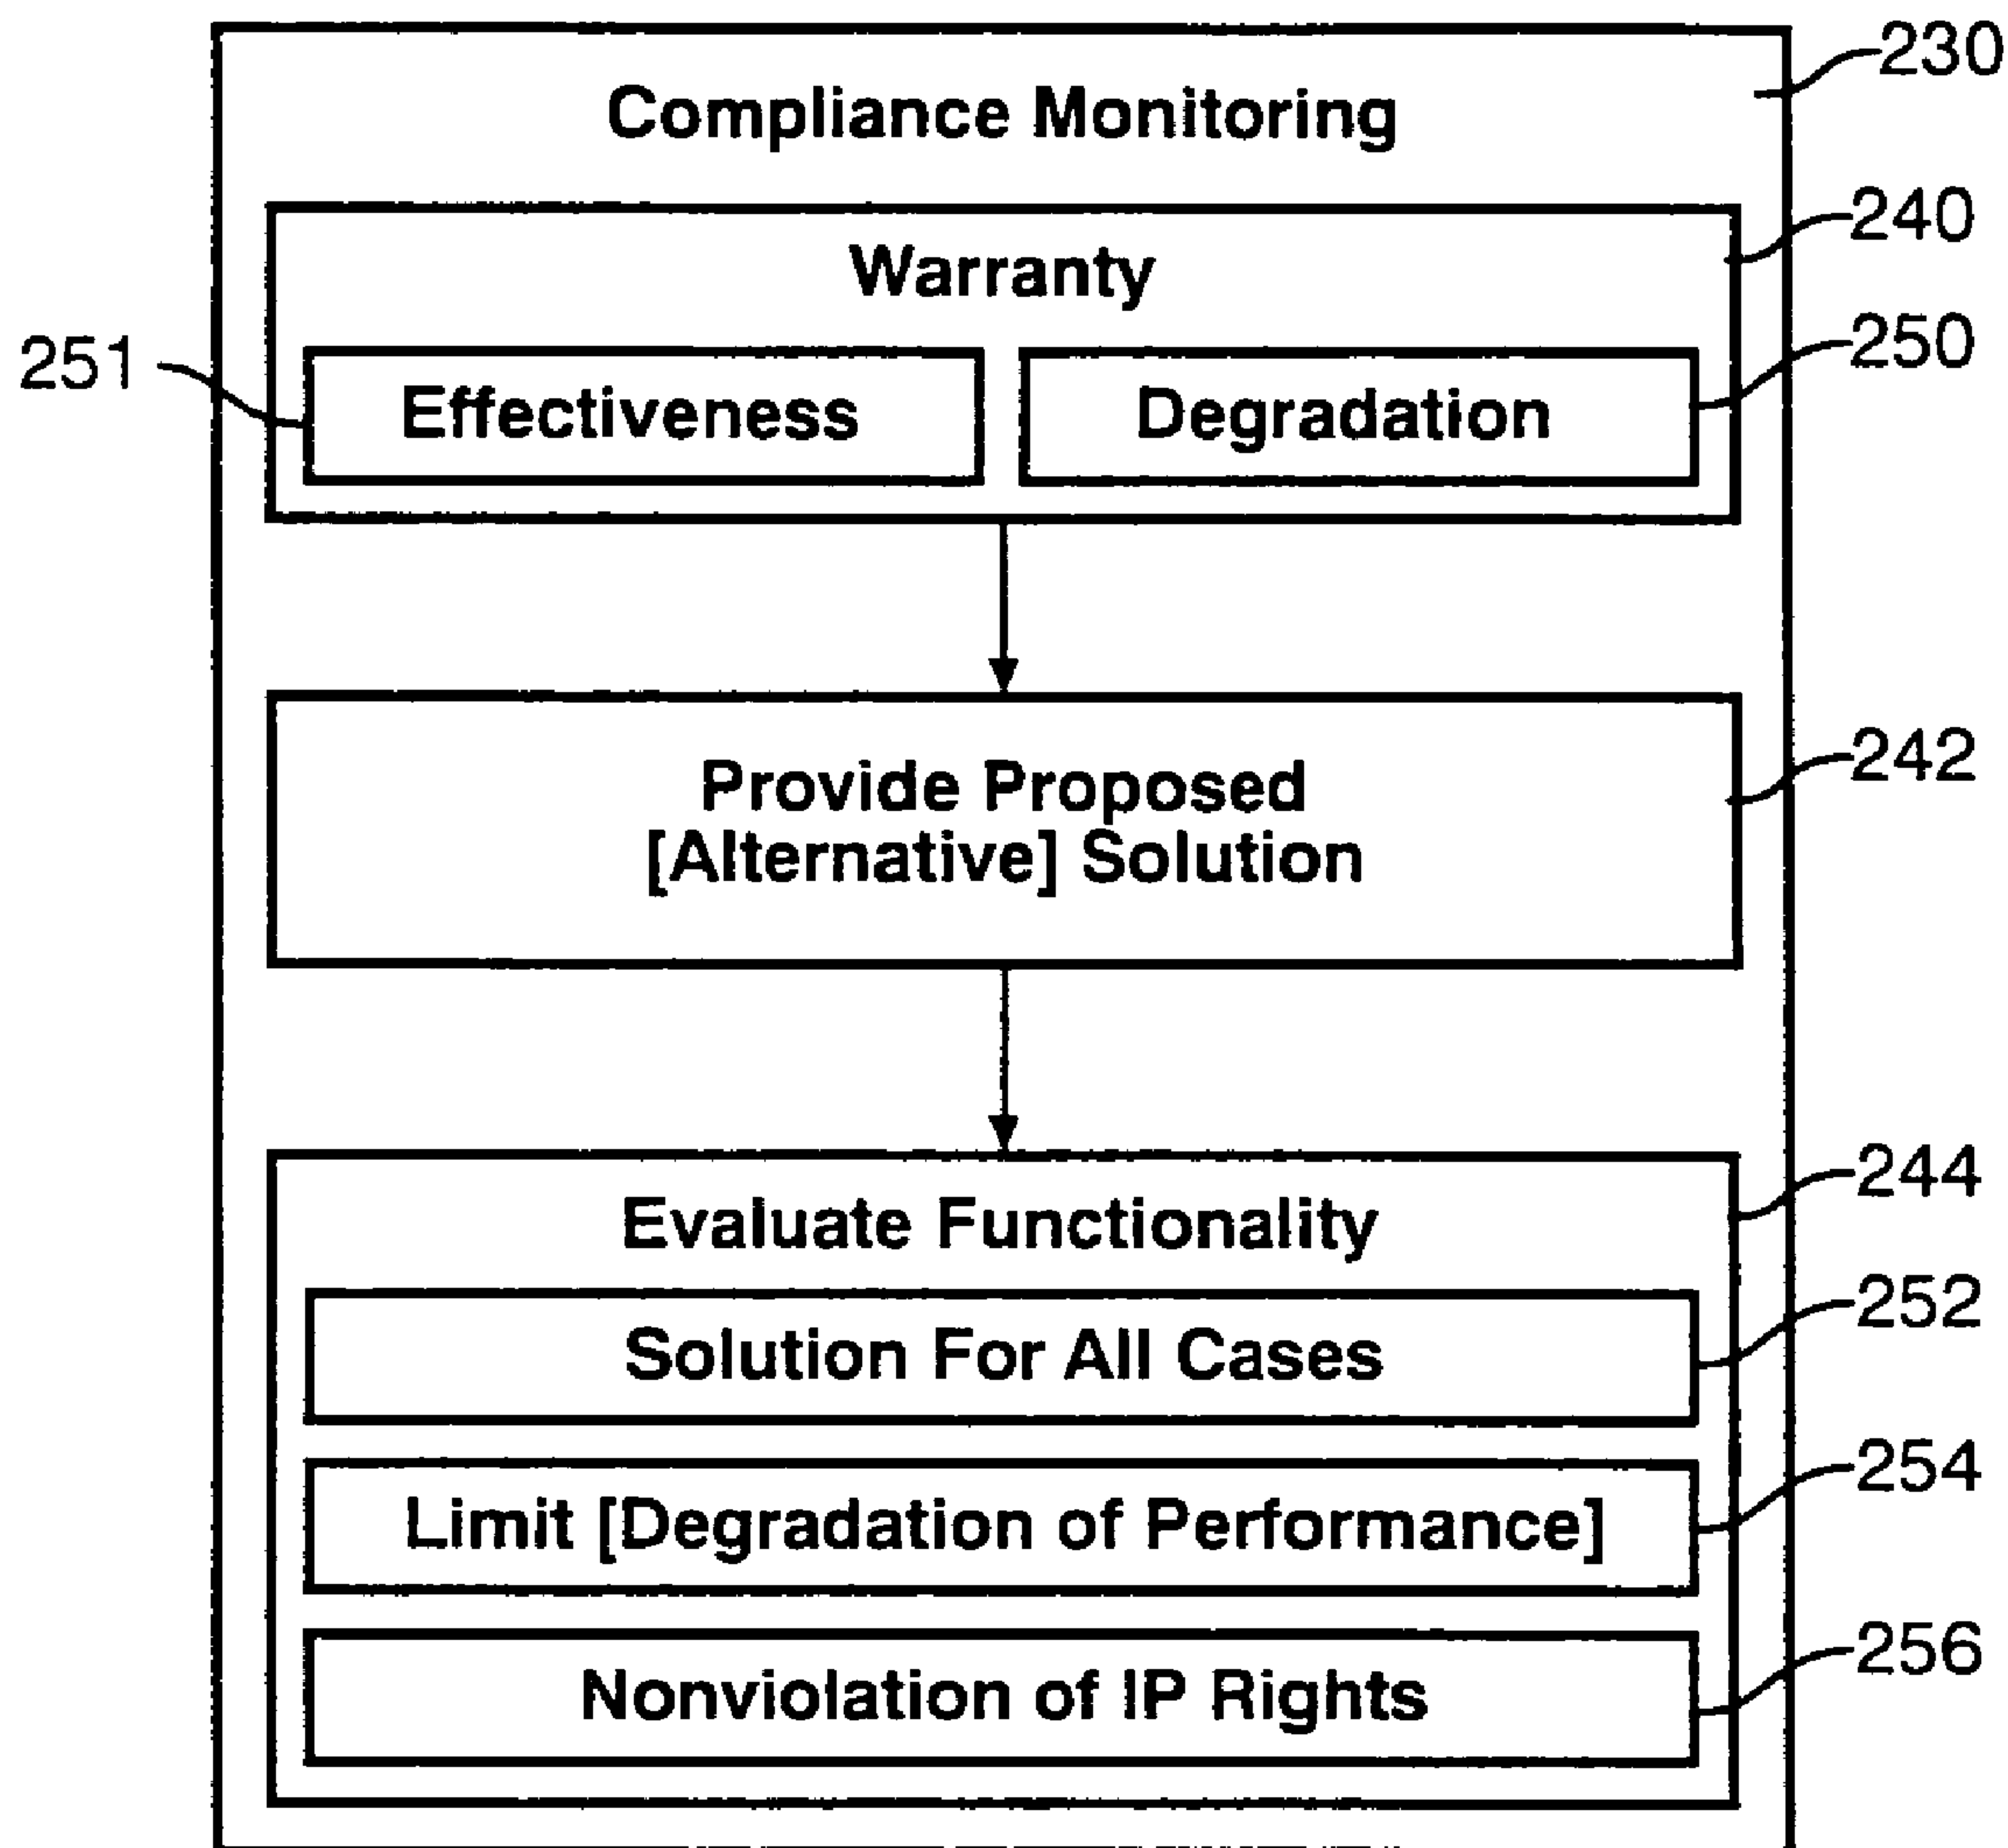 230
Compliance Monitoring
240
Warranty
251
250
Effectiveness
Degradation
242
Provide Proposed
[Alternative] Solution
244
Evaluate Functionality
252
Solution For All Cases
254
Limit [Degradation of Performance]
256
Nonviolation of IP Rights